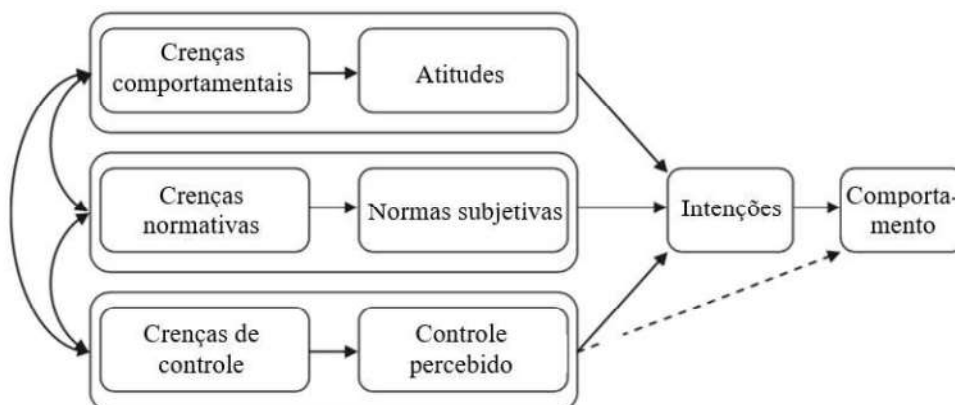 Crenças
comportamentais
Atitudes
Crenças
normativas
Normas subjetivas
Intenções
Comporta-
mento
Crenças de
controle
Controle
percebido